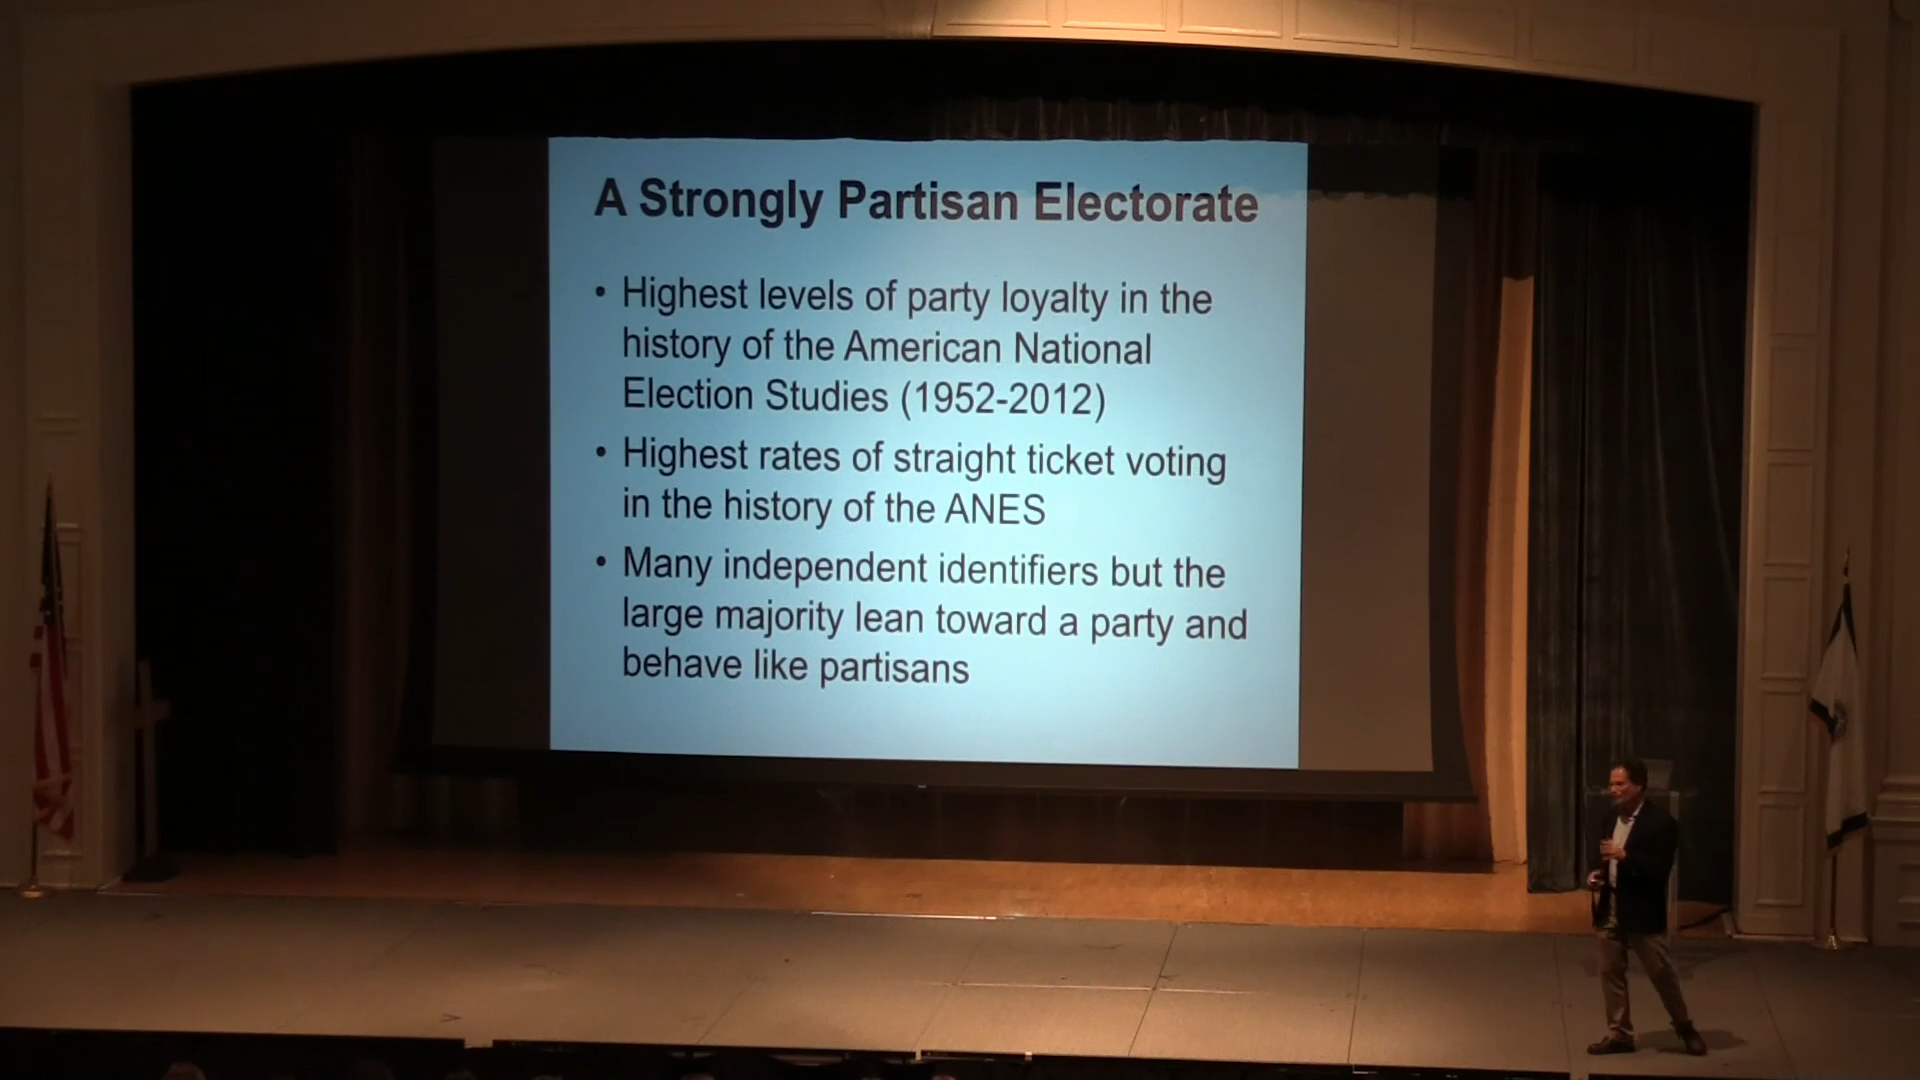 A Strongly Partisan Electorate
• Highest levels of party loyalty in the
history of the American National
Election Studies (1952-2012)
• Highest rates of straight ticket voting
in the history of the ANES
• Many independent identifiers but the
large majority lean toward a party and
behave like partisans